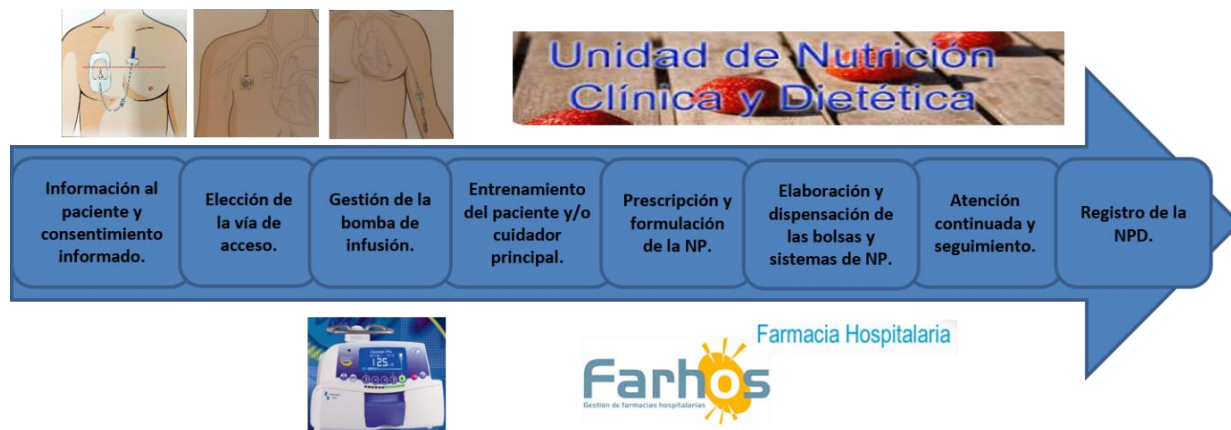 Unidad de Nutrición
Clínica y Dietética
Información al
paciente y
consentimiento
informado.
Elección de
la vía de
acceso.
Gestión de la
bomba de
infusión.
Entrenamiento
del paciente y/o
cuidador
principal.
Prescripción y
formulación
de la NP.
Elaboración y
dispensación de
las bolsas y
sistemas de NP.
Atención
continuada y
seguimiento.
Registro de la
NPD.
125
Farmacia Hospitalaria
Farhos
Gestión de farmacias hospitalarias